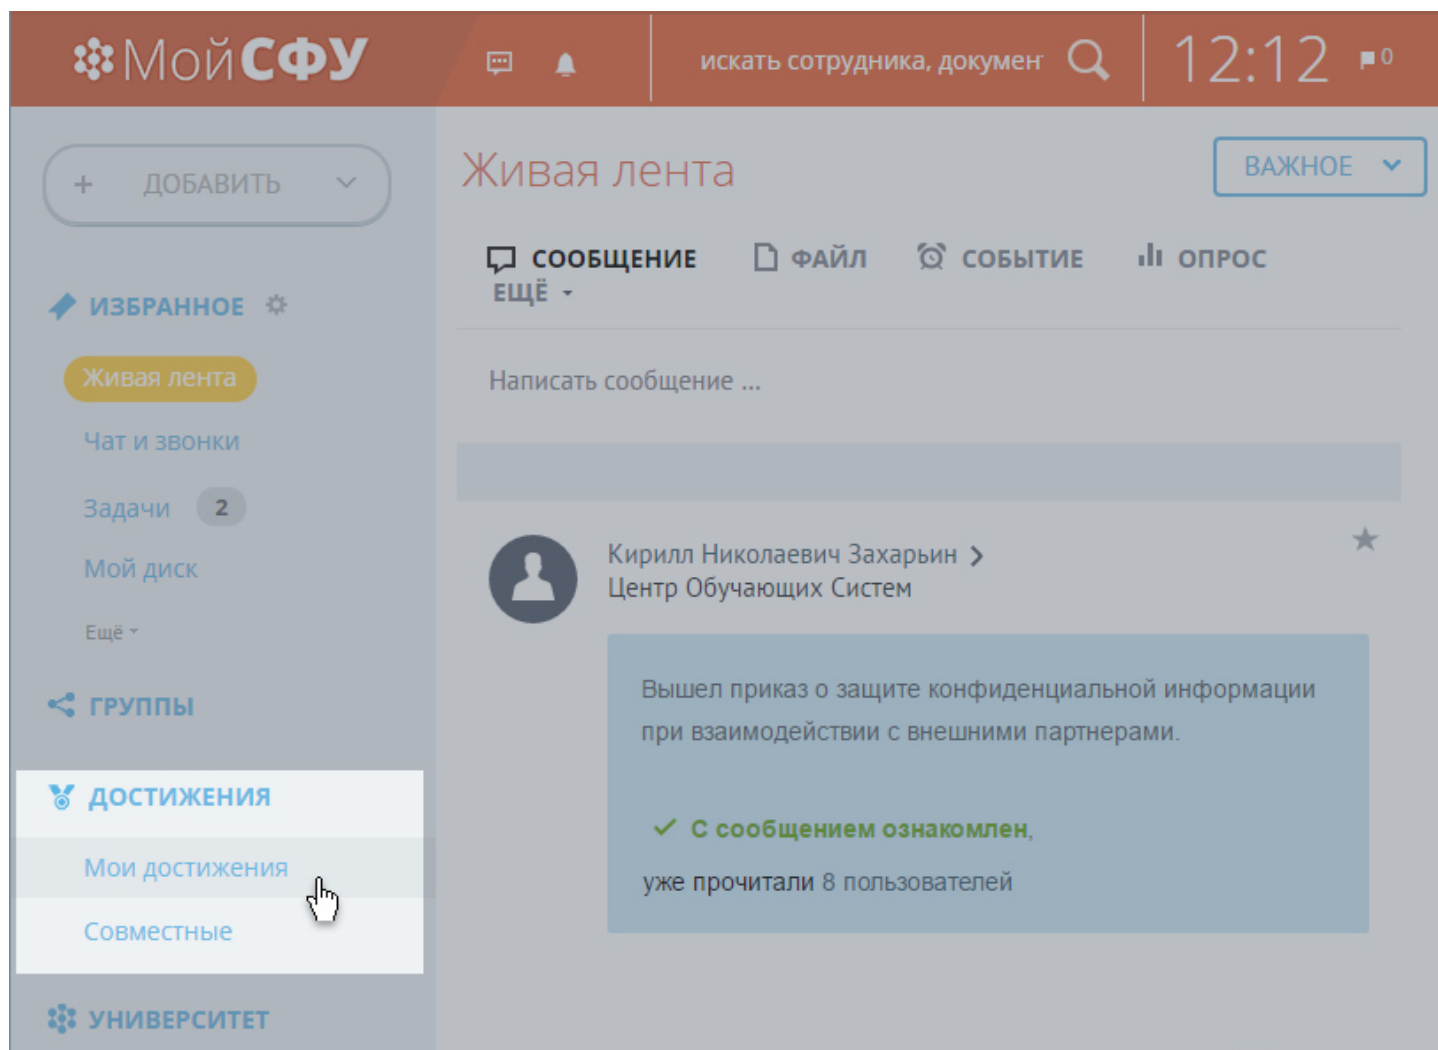 МойСФУ
искать сотрудника, докумен
12:12
0
ДОБАВИТЬ
ИЗБРАННОЕ
Живая лента
Чат и звонки
Задачи 2
Мой диск
Ещё
ГРУППЫ
ДОСТИЖЕНИЯ
Мои достижения
Совместные
УНИВЕРСИТЕТ
Живая лента
ВАЖНОЕ
СООБЩЕНИЕ ФАЙЛ СОБЫТИЕ ОПРОС
ЕЩЁ
Написать сообщение ...
Кирилл Николаевич Захарьин
Центр Обучающих Систем
Вышел приказ о защите конфиденциальной информации
при взаимодействии с внешними партнерами.
С сообщением ознакомлен,
уже прочитали 8 пользователей